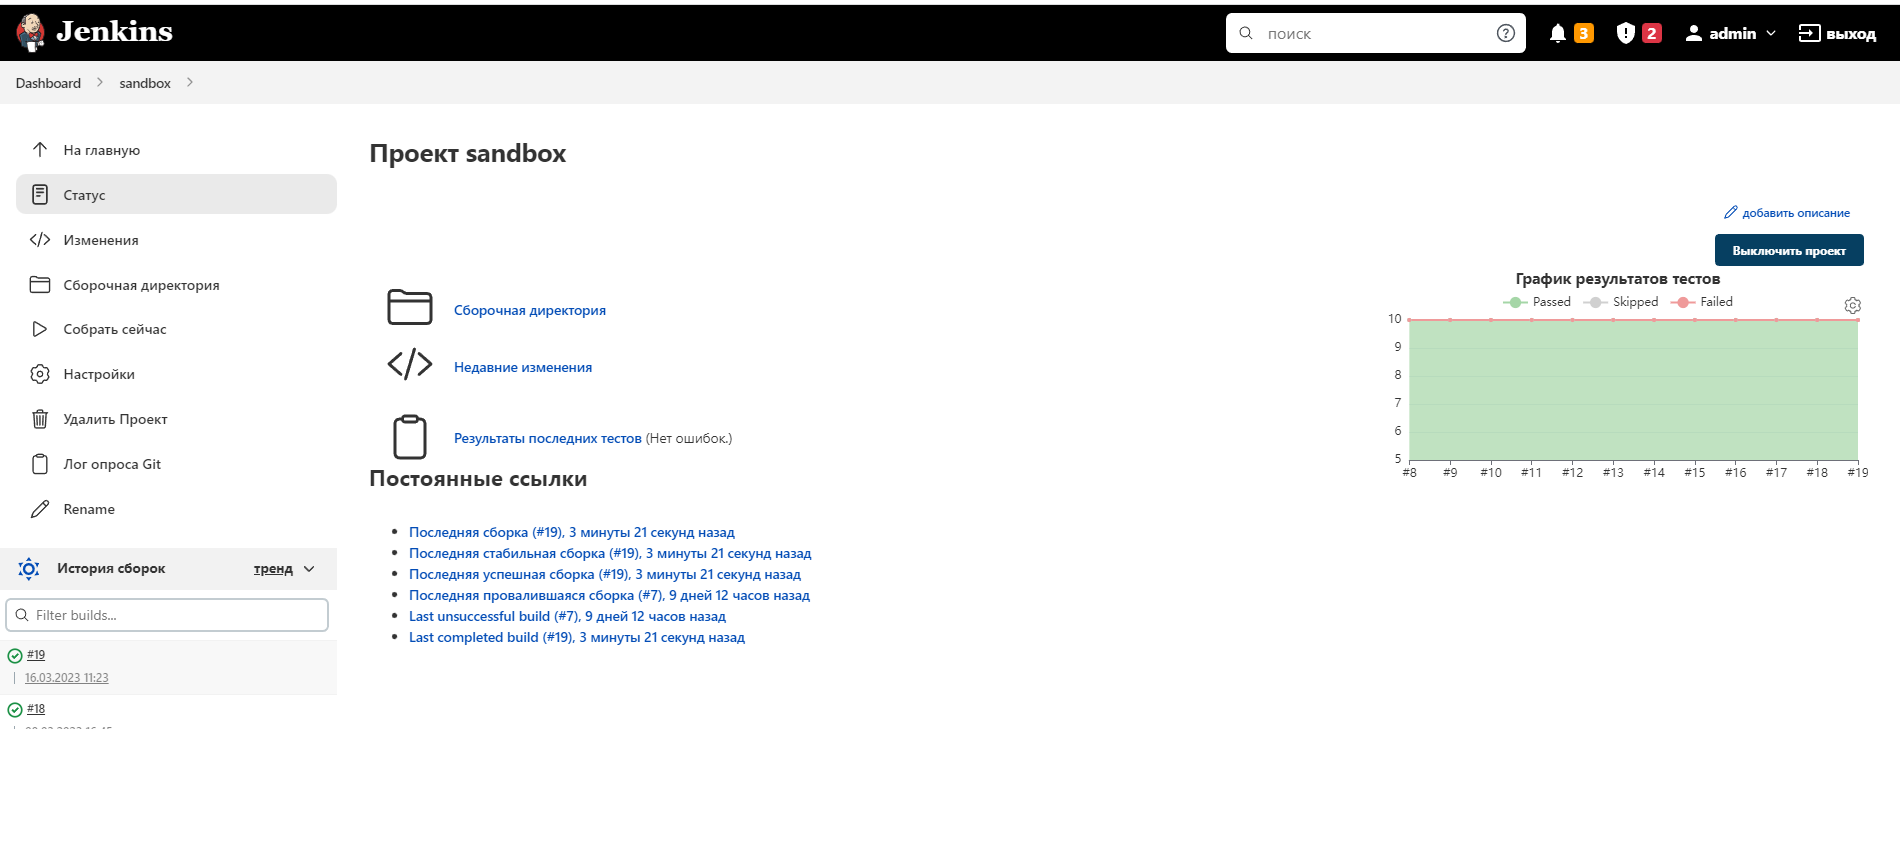 Jenkins
поиск
3
2
admin
выход
Dashboard
sandbox
На главную
Статус
Изменения
Сборочная директория
Собрать сейчас
Настройки
Удалить Проект
Лог опроса Git
Rename
История сборок
тренд
Filter builds...
#19
16.03.2023 11:23
#18
Проект sandbox
добавить описание
Выключить проект
Сборочная директория
Недавние изменения
Результаты последних тестов (Нет ошибок.)
График результатов тестов
Passed Skipped Failed
10
9
8
7
6
5
#8 #9 #10 #11 #12 #13 #14 #15 #16 #17 #18 #19
Постоянные ссылки
Последняя сборка (#19), 3 минуты 21 секунд назад
Последняя стабильная сборка (#19), 3 минуты 21 секунд назад
Последняя успешная сборка (#19), 3 минуты 21 секунд назад
Последняя провалившаяся сборка (#7), 9 дней 12 часов назад
Last unsuccessful build (#7), 9 дней 12 часов назад
Last completed build (#19), 3 минуты 21 секунд назад